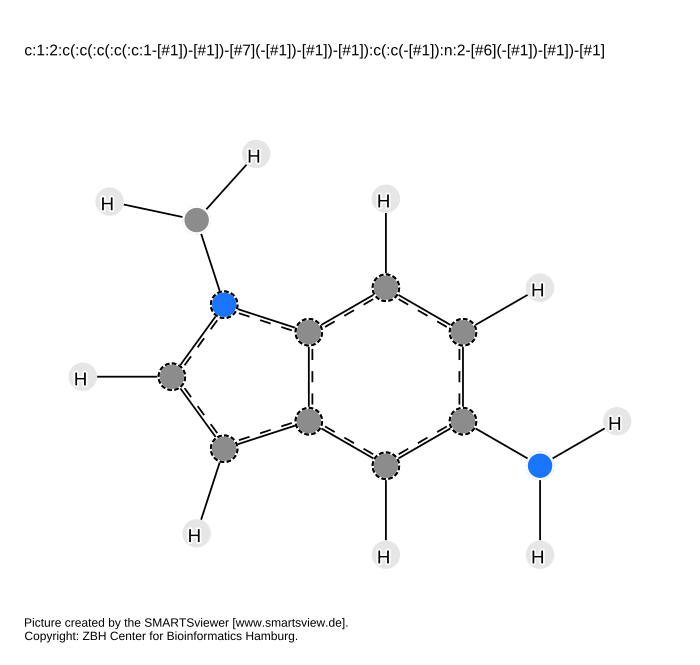 c:1:2:c(:c(:c(:c(:c:1-[#1])-[#1])-[#7](-[#1])-[#1])-[#1]):c(:c(-[#1]):n:2-[#6](-[#1])-[#1])-[#1]
H
H
H
H
H
H
H
H
H
H
Picture created by the SMARTSviewer [www.smartsview.de].
Copyright: ZBH Center for Bioinformatics Hamburg.